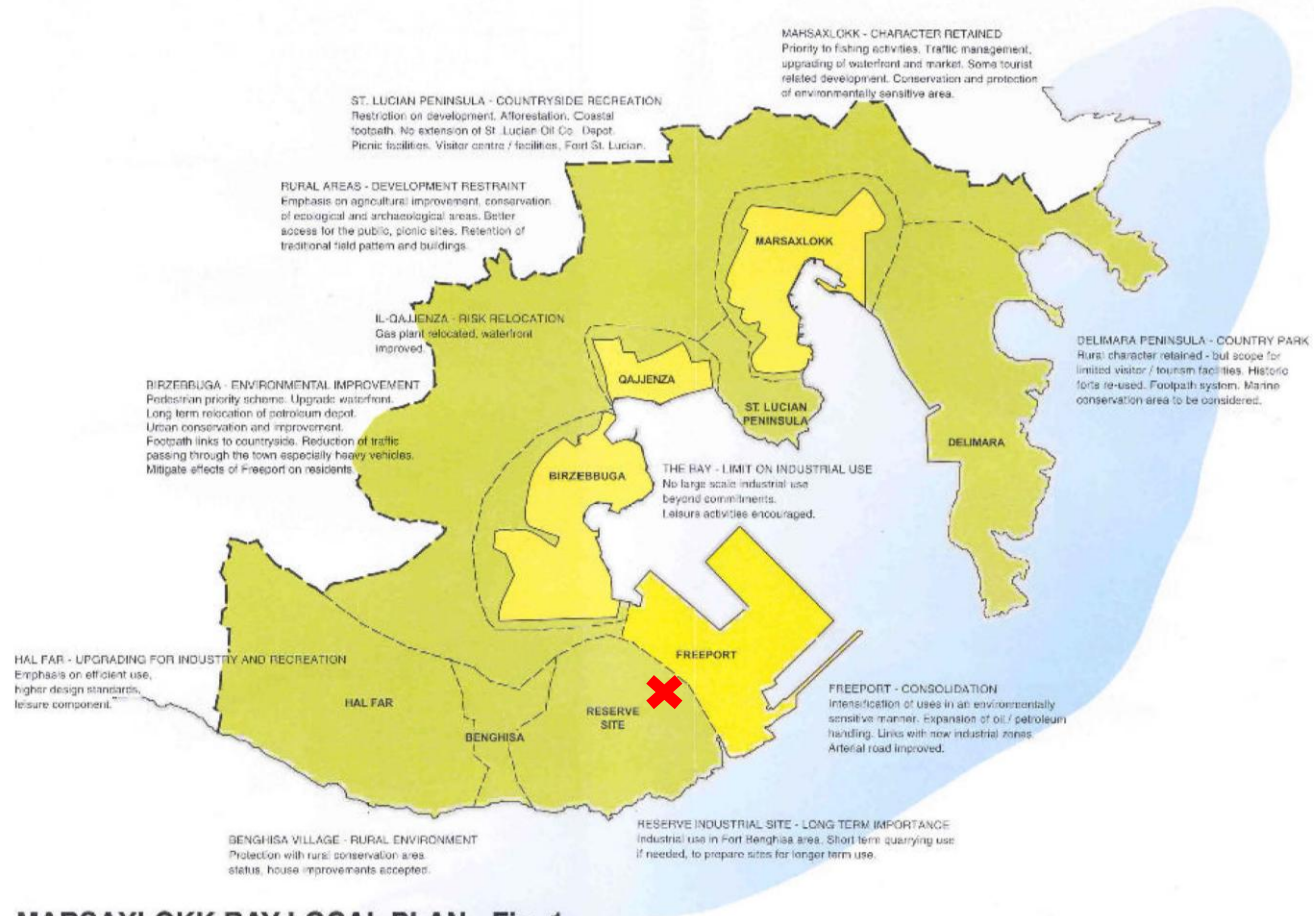 MARSAXLOKK - CHARACTER RETAINED
Priority to fishing activities. Traffic management,
upgrading of waterfront and market. Some tourist
related development. Conservation and protection
of environmentally sensitive area.
ST. LUCIAN PENINSULA - COUNTRYSIDE RECREATION
Restriction on development. Afforestation. Coastal
footpath. No extension of St .Lucian Oil Co. Depot.
Picnic facilities. Visitor centre / facilities, Fort St. Lucian.
RURAL AREAS - DEVELOPMENT RESTRAINT
Emphasis on agricultural improvement, conservation
of ecological and archaeological areas. Better
access for the public, picnic sites. Retention of
traditional field pattern and buildings.
MARSAXLOKK
IL-QAJJENZA - RISK RELOCATION
Gas plant relocated, waterfront
improved.
DELIMARA PENINSULA - COUNTRY PARK
Rural character retained - but scope for
limited visitor / tourism facilities. Historic
forts re-used. Footpath system. Marine
conservation area to be considered.
BIRZEBBUGA - ENVIRONMENTAL IMPROVEMENT
Pedestrian priority scheme. Upgrade waterfront.
Long term relocation of petroleum depot.
Urban conservation and improvement.
Footpath links to countryside. Reduction of traffic
passing through the town especially heavy vehicles.
Mitigate effects of Freeport on residents.
QAJJENZA
ST. LUCIAN
PENINSULA
DELIMARA
BIRZEBBUGA
THE BAY - LIMIT ON INDUSTRIAL USE
No large scale industrial use
beyond commitments.
Leisure activities encouraged.
HAL FAR - UPGRADING FOR INDUSTRY AND RECREATION
Emphasis on efficient use,
higher design standards,
leisure component.
FREEPORT
HAL FAR
RESERVE
SITE
BENGHISA
FREEPORT - CONSOLIDATION
Intensification of uses in an environmentally
sensitive manner. Expansion of oil / petroleum
handling. Links with new industrial zones
Arterial road improved.
BENGHISA VILLAGE - RURAL ENVIRONMENT
Protection with rural conservation area
status, house improvements accepted.
RESERVE INDUSTRIAL SITE - LONG TERM IMPORTANCE
Industrial use in Fort Benghisa area. Short term quarrying use
if needed, to prepare sites for longer term use.
MARSAXLOKK BAY LOCAL PLAN - Fig. 1